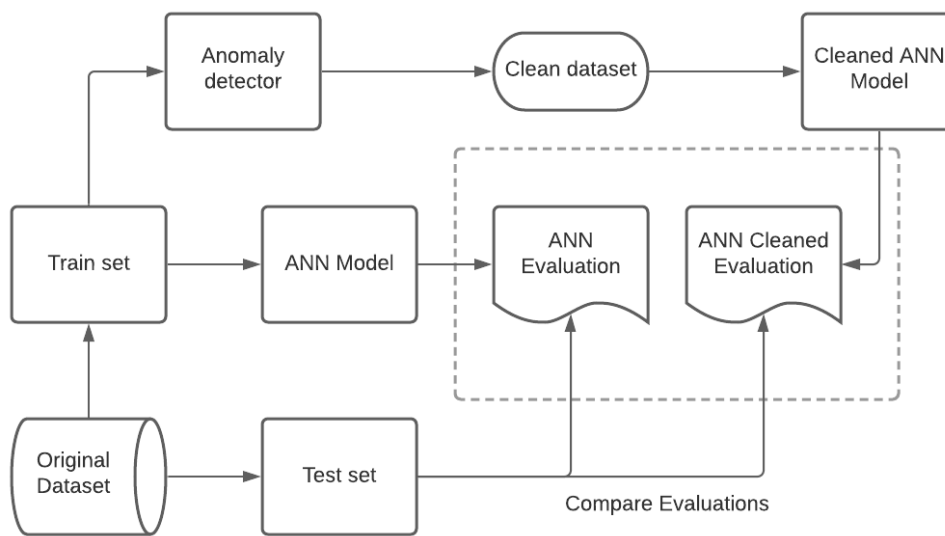 Anomaly
detector
Clean dataset
Cleaned ANN
Model
Train set
ANN Model
ANN
Evaluation
ANN Cleaned
Evaluation
Original
Dataset
Test set
Compare Evaluations